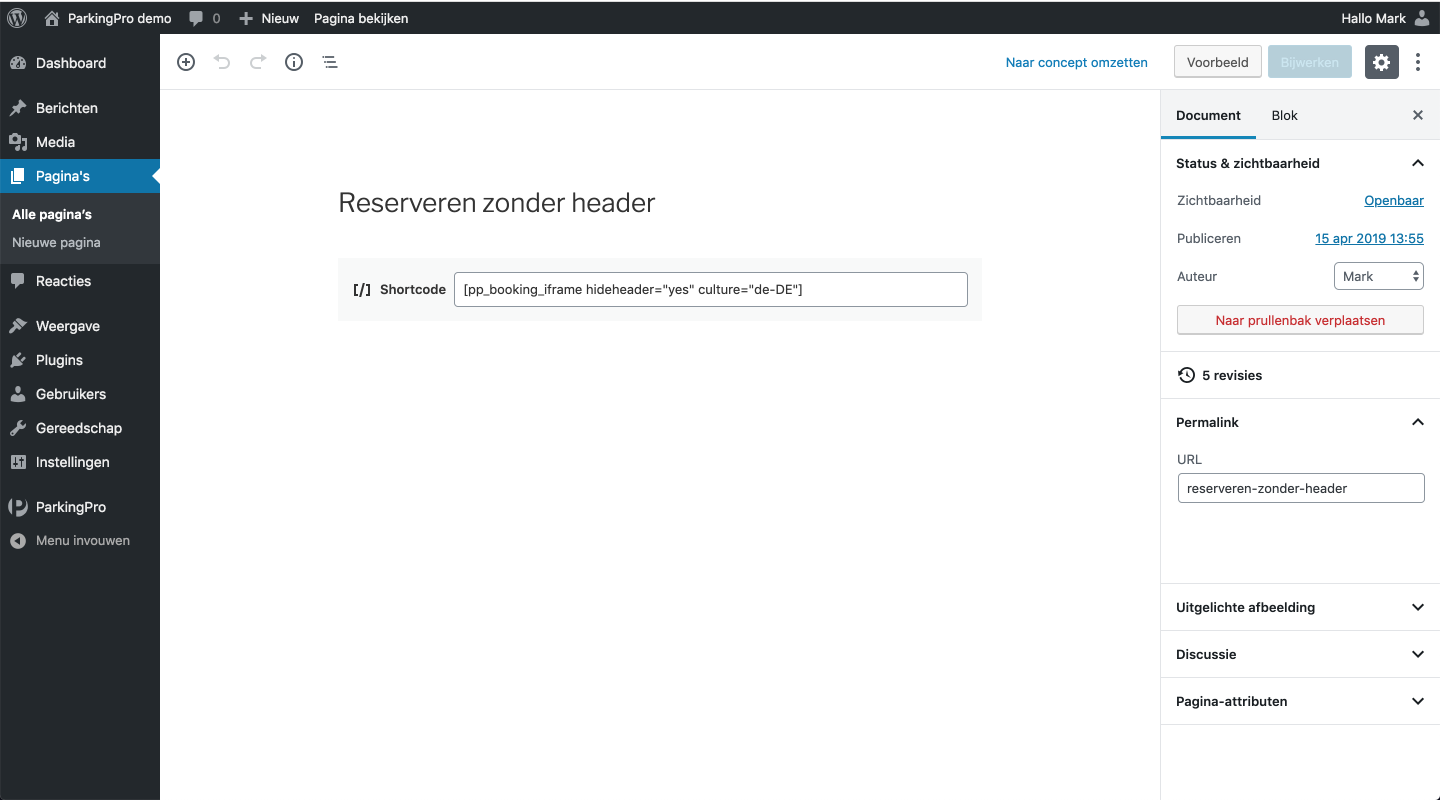 ParkingPro demo 0 Nieuw Pagina bekijken Hallo Mark
Dashboard
Berichten
Media
Pagina's
Alle pagina's
Nieuwe pagina
Reacties
Weergave
Plugins
Gebruikers
Gereedschap
Instellingen
ParkingPro
Menu invouwen
Naar concept omzetten Voorbeeld Bijwerken
Reserveren zonder header
[/] Shortcode [pp_booking_iframe hideheader="yes" culture="de-DE"]
Document Blok
Status & zichtbaarheid
Zichtbaarheid Openbaar
Publiceren 15 apr 2019 13:55
Auteur Mark
Naar prullenbak verplaatsen
5 revisies
Permalink
URL
reserveren-zonder-header
Uitgelichte afbeelding
Discussie
Pagina-attributen